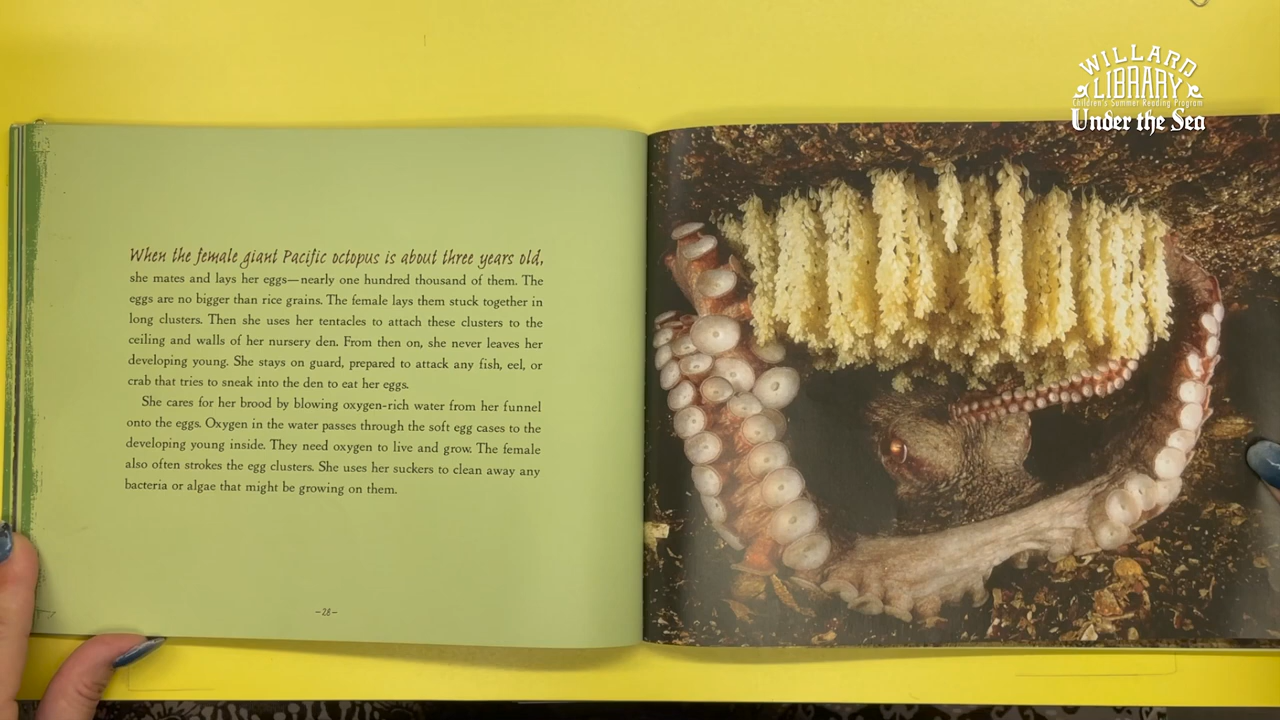 WILLARD
LIBRARY
Children's Summer Reading Program
Under the Sea
When the female giant Pacific octopus is about three years old,
she mates and lays her eggs—nearly one hundred thousand of them. The
eggs are no bigger than rice grains. The female lays them stuck together in
long clusters. Then she uses her tentacles to attach these clusters to the
ceiling and walls of her nursery den. From then on, she never leaves her
developing young. She stays on guard, prepared to attack any fish, eel, or
crab that tries to sneak into the den to eat her eggs.
She cares for her brood by blowing oxygen-rich water from her funnel
onto the eggs. Oxygen in the water passes through the soft egg cases to the
developing young inside. They need oxygen to live and grow. The female
also often strokes the egg clusters. She uses her suckers to clean away any
bacteria or algae that might be growing on them.
–28–